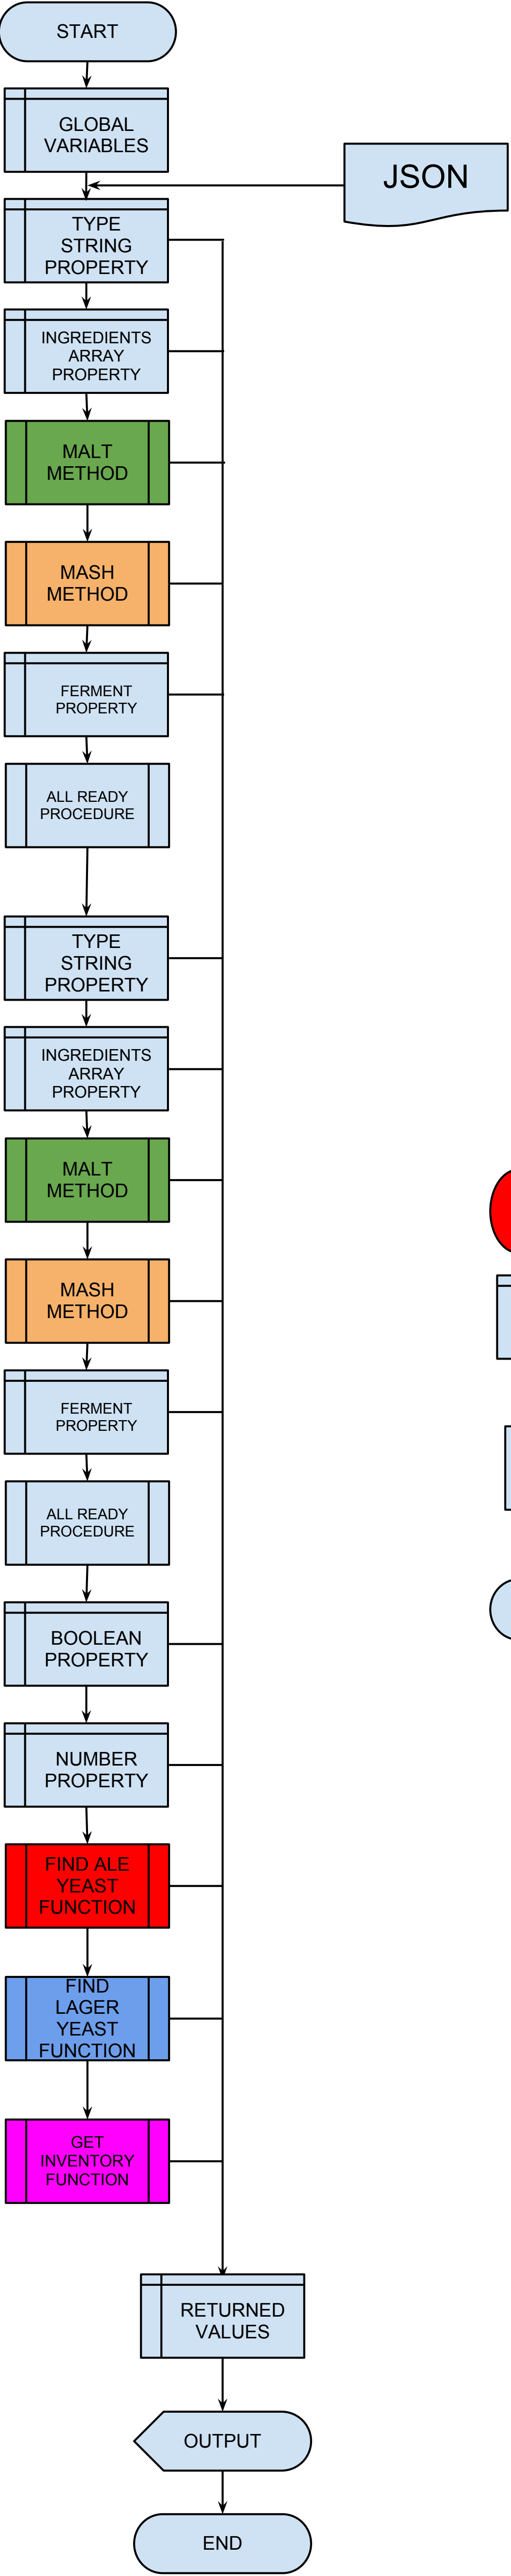 START
GLOBAL
VARIABLES
JSON
TYPE
STRING
PROPERTY
INGREDIENTS
ARRAY
PROPERTY
MALT
METHOD
MASH
METHOD
FERMENT
PROPERTY
ALL READY
PROCEDURE
TYPE
STRING
PROPERTY
INGREDIENTS
ARRAY
PROPERTY
MALT
METHOD
MASH
METHOD
FERMENT
PROPERTY
ALL READY
PROCEDURE
BOOLEAN
PROPERTY
NUMBER
PROPERTY
FIND ALE
YEAST
FUNCTION
FIND
LAGER
YEAST
FUNCTION
GET
INVENTORY
FUNCTION
RETURNED
VALUES
OUTPUT
END